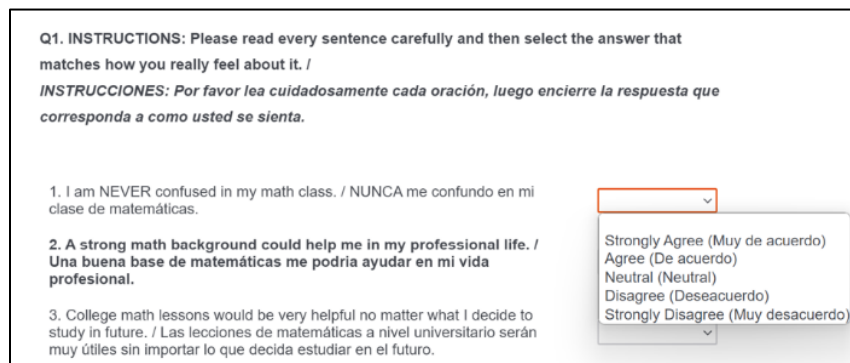 Q1. INSTRUCTIONS: Please read every sentence carefully and then select the answer that
matches how you really feel about it. /
INSTRUCCIONES: Por favor lea cuidadosamente cada oración, luego encierre la respuesta que
corresponda a como usted se sienta.
1. I am NEVER confused in my math class. / NUNCA me confundo en mi
clase de matemáticas.
2. A strong math background could help me in my professional life. /
Una buena base de matemáticas me podria ayudar en mi vida
profesional.
3. College math lessons would be very helpful no matter what I decide to
study in future. / Las lecciones de matemáticas a nivel universitario serán
muy útiles sin importar lo que decida estudiar en el futuro.
Strongly Agree (Muy de acuerdo)
Agree (De acuerdo)
Neutral (Neutral)
Disagree (Deseacuerdo)
Strongly Disagree (Muy desacuerdo)